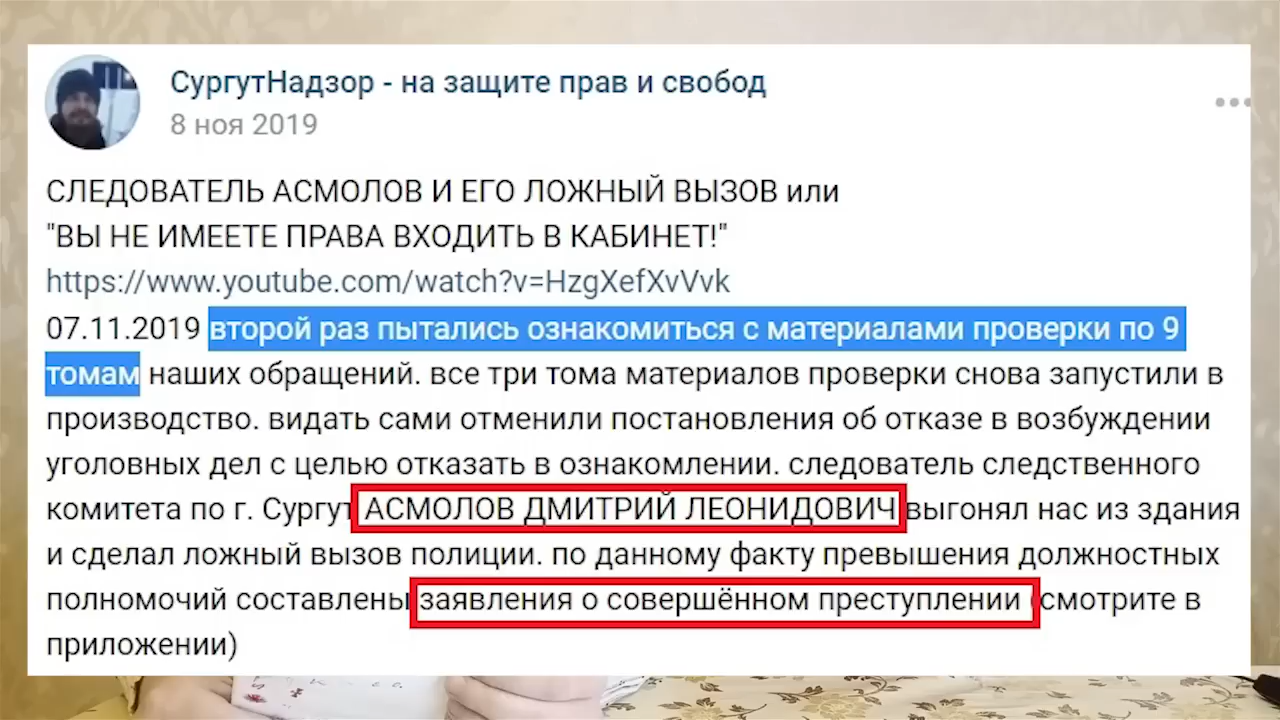 СургутНадзор - на защите прав и свобод
8 ноя 2019
СЛЕДОВАТЕЛЬ АСМОЛОВ И ЕГО ЛОЖНЫЙ ВЫЗОВ или
"ВЫ НЕ ИМЕЕТЕ ПРАВА ВХОДИТЬ В КАБИНЕТ!"
https://www.youtube.com/watch?v=HzgXefXvVvk
07.11.2019 второй раз пытались ознакомиться с материалами проверки по 9
томам наших обращений. все три тома материалов проверки снова запустили в
производство. видать сами отменили постановления об отказе в возбуждении
уголовных дел с целью отказать в ознакомлении. следователь следственного
комитета по г. Сургут АСМОЛОВ ДМИТРИЙ ЛЕОНИДОВИЧ выгонял нас из здания
и сделал ложный вызов полиции. по данному факту превышения должностных
полномочий составлены заявления о совершённом преступлении (смотрите в
приложении)